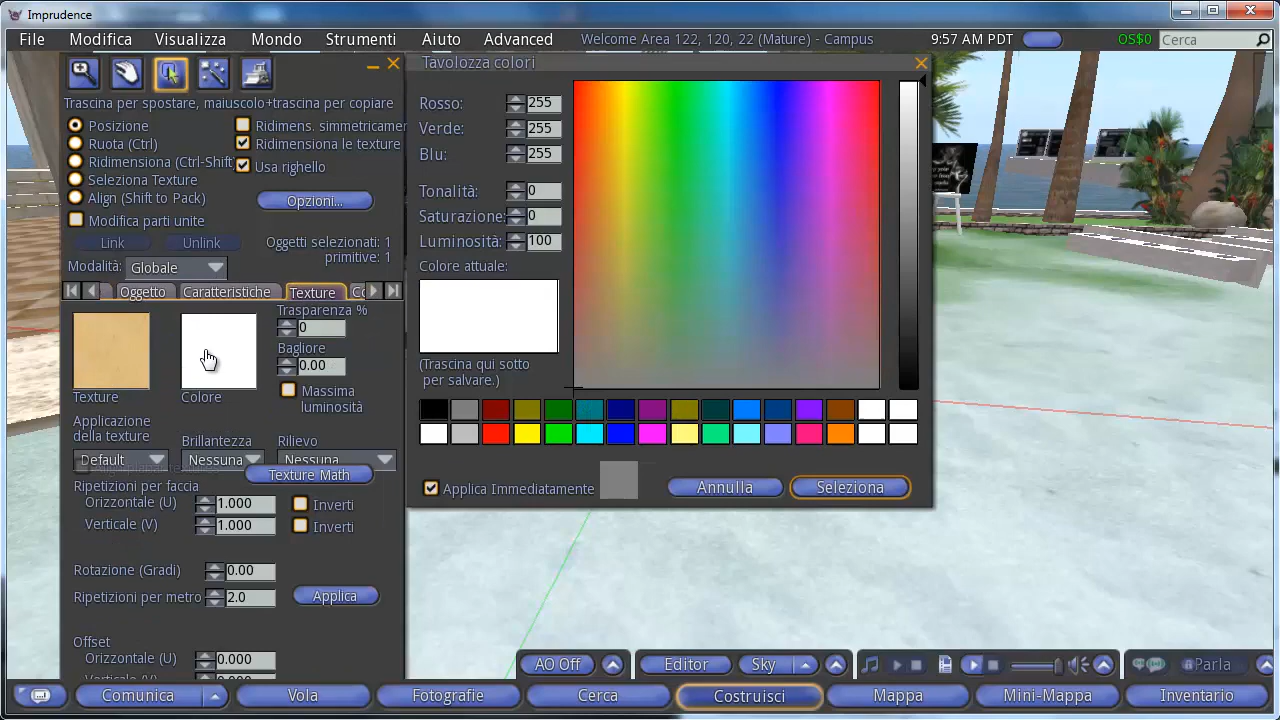 Imprudence
File Modifica Visualizza Mondo Strumenti Aiuto Advanced Welcome Area 122, 120, 22 (Mature) - Campus 9:57 AM PDT OS$0 Cerca
Trascina per spostare, maiuscolo+trascina per copiare
Posizione
Ruota (Ctrl)
Ridimensiona (Ctrl-Shift
Seleziona Texture
Align (Shift to Pack)
Modifica parti unite
Ridimens. simmetricamer
Ridimensiona le texture
Usa righello
Opzioni...
Link Unlink
Oggetti selezionati: 1
primitive: 1
Modalità: Globale
Oggetto Caratteristiche Texture
Texture
Colore
Trasparenza %
0
Bagliore
0.00
Massima
luminosità
Applicazione
della texture
Default
Brillantezza
Nessuna
Rilievo
Nessuna
Texture Math
Ripetizioni per faccia
Orizzontale (U) 1.000 Inverti
Verticale (V) 1.000 Inverti
Rotazione (Gradi) 0.00
Ripetizioni per metro 2.0 Applica
Offset
Orizzontale (U) 0.000
Tavolozza colori
Rosso: 255
Verde: 255
Blu: 255
Tonalità: 0
Saturazione: 0
Luminosità: 100
Colore attuale:
(Trascina qui sotto
per salvare.)
Applica Immediatamente
Annulla Seleziona
AO Off Editor Sky Parla
Comunica Vola Fotografie Cerca Costruisci Mappa Mini-Mappa Inventario